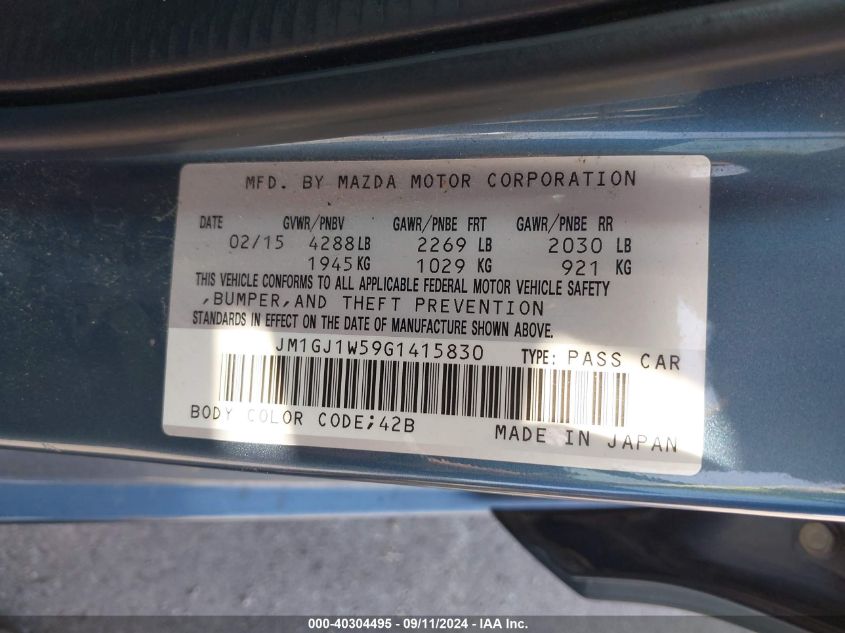 MFD. BY MAZDA MOTOR CORPORATION
DATE GVWR/PNBV GAWR/PNBE FRT GAWR/PNBE RR
02/15 4288LB 2269 LB 2030 LB
1945KG 1029 KG 921 KG
THIS VEHICLE CONFORMS TO ALL APPLICABLE FEDERAL MOTOR VEHICLE SAFETY
,BUMPER,AND THEFT PREVENTION
STANDARDS IN EFFECT ON THE DATE OF MANUFACTURE SHOWN ABOVE.
JM1GJ1W59G1415830 TYPE: PASS CAR
BODY COLOR CODE;42B
MADE IN JAPAN
000-40304495 - 09/11/2024 - IAA Inc.